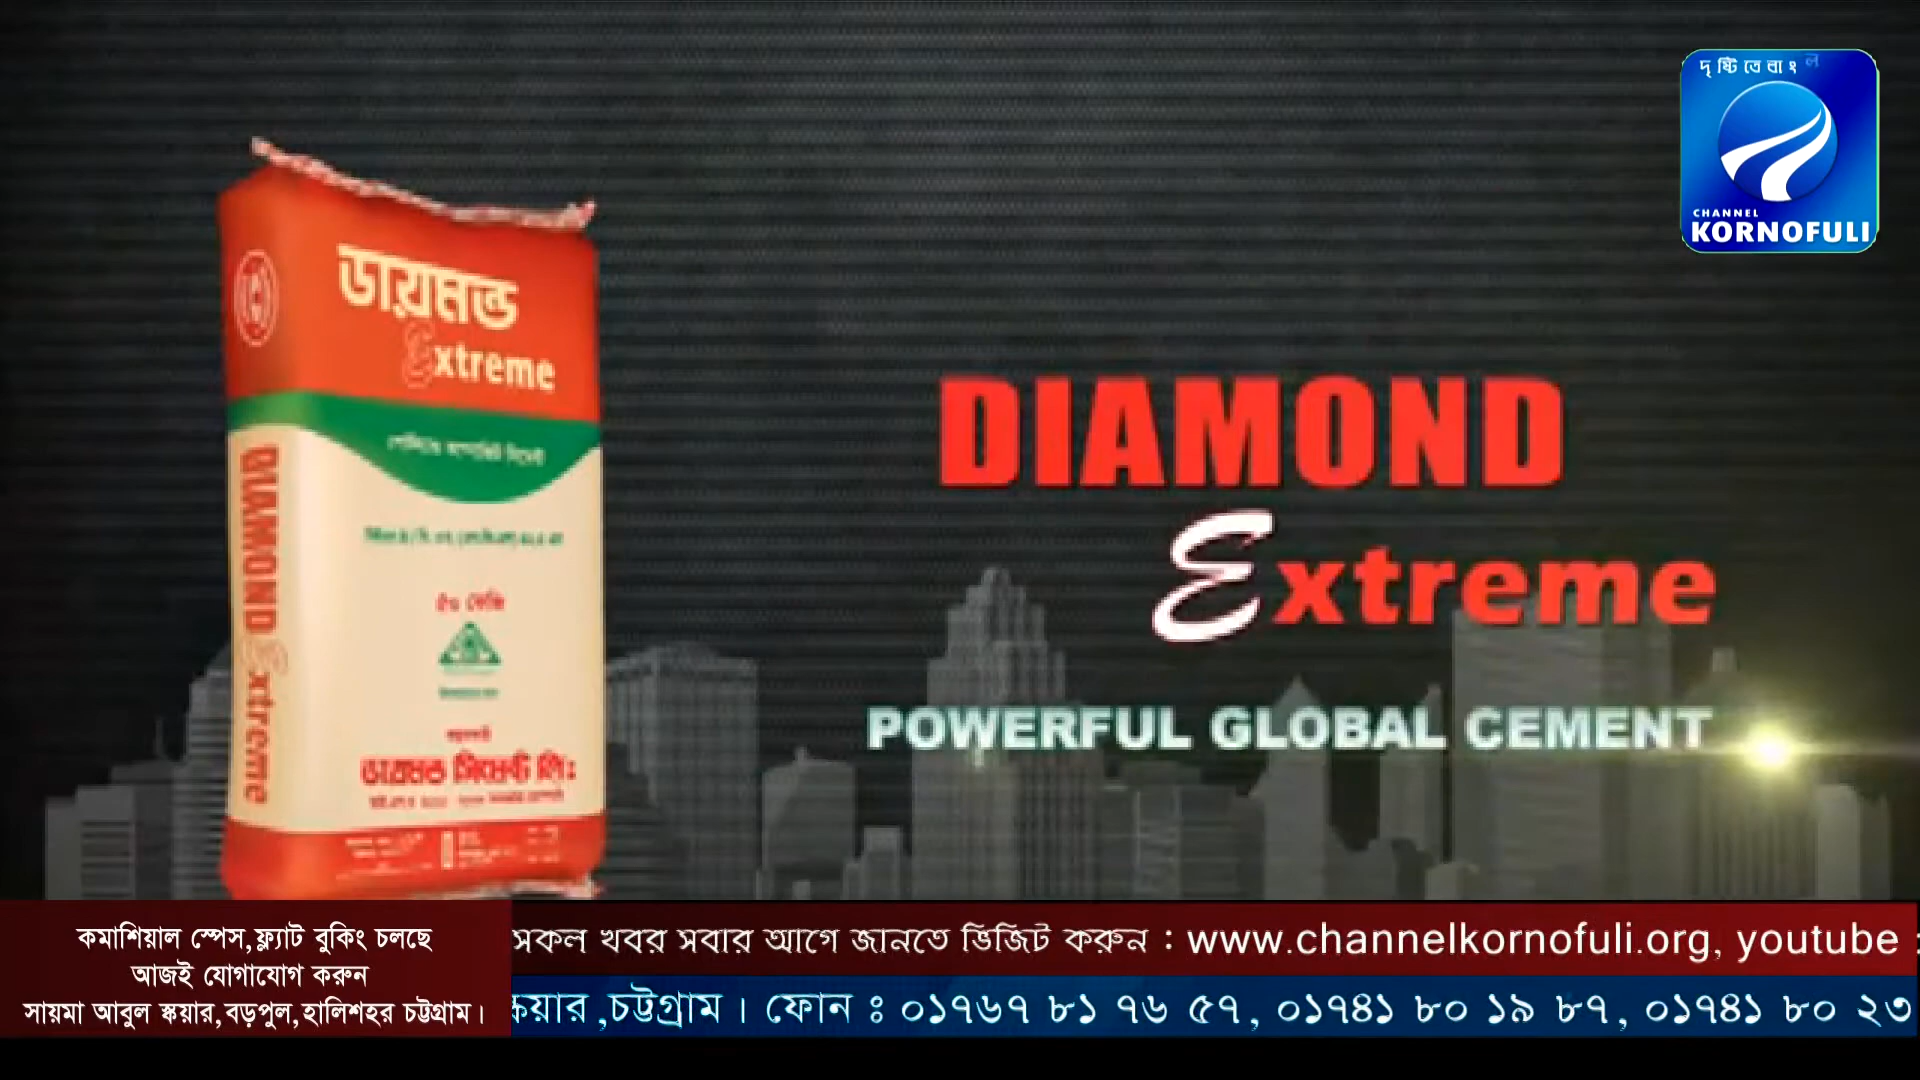 দৃষ্টিতে বাংল
CHANNEL
KORNOFULI
ডায়মন্ড
Extreme
DIAMOND Extreme
৫০ কেজি
ডায়মন্ড সিমেন্ট লিঃ
DIAMOND
Extreme
POWERFUL GLOBAL CEMENT
কমাশিয়াল স্পেস,ফ্ল্যাট বুকিং চলছে
আজই যোগাযোগ করুন
সায়মা আবুল স্কয়ার,বড়পুল,হালিশহর চট্টগ্রাম।
সকল খবর সবার আগে জানতে ভিজিট করুন : www.channelkornofuli.org, youtube :
স্কয়ার ,চট্টগ্রাম । ফোন ঃ ০১৭৬৭ ৮১ ৭৬ ৫৭, ০১৭৪১ ৮০ ১৯ ৮৭, ০১৭৪১ ৮০ ২৩